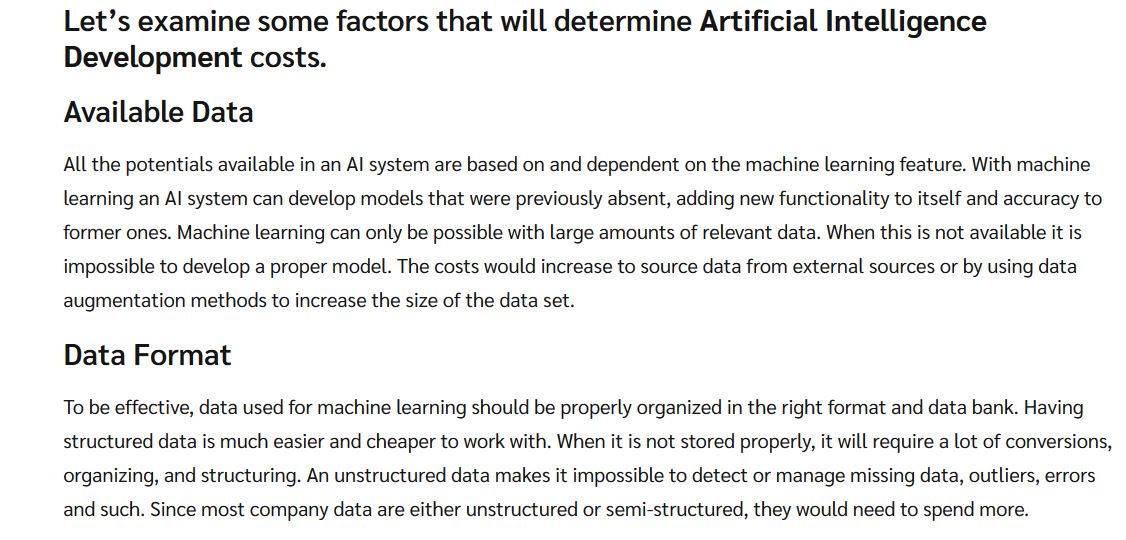 Let’s examine some factors that will determine Artificial Intelligence
Development costs.
Available Data
All the potentials available in an AI system are based on and dependent on the machine learning feature. With machine
learning an AI system can develop models that were previously absent, adding new functionality to itself and accuracy to
former ones. Machine learning can only be possible with large amounts of relevant data. When this is not available it is
impossible to develop a proper model. The costs would increase to source data from external sources or by using data
augmentation methods to increase the size of the data set.
Data Format
To be effective, data used for machine learning should be properly organized in the right format and data bank. Having
structured data is much easier and cheaper to work with. When it is not stored properly, it will require a lot of conversions,
organizing, and structuring. An unstructured data makes it impossible to detect or manage missing data, outliers, errors
and such. Since most company data are either unstructured or semi-structured, they would need to spend more.